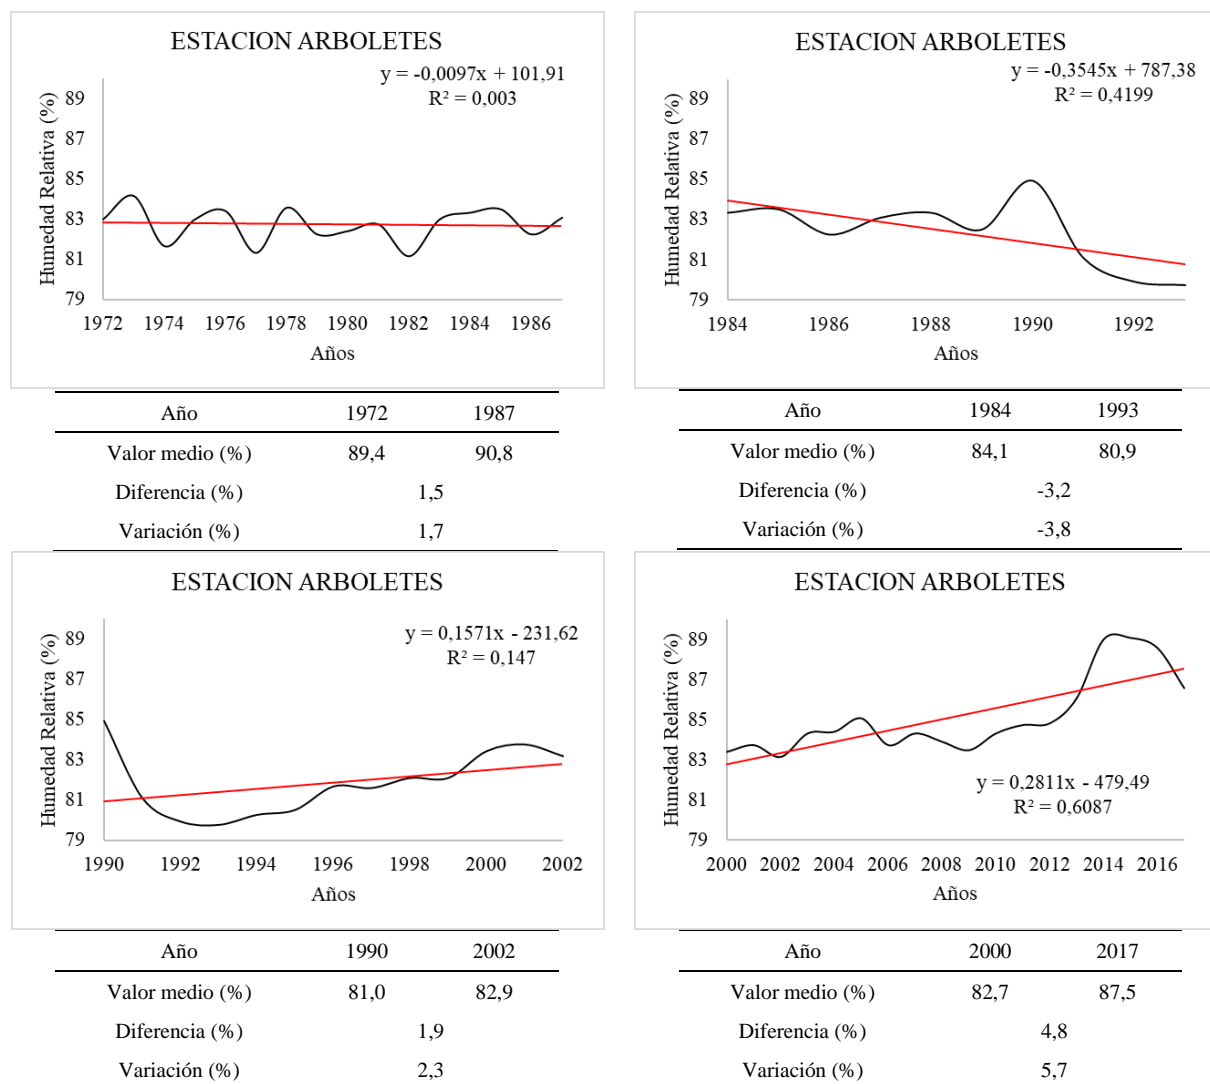 ESTACION ARBOLETES
y = -0,0097x + 101,91
R² = 0,003
Humedad Relativa (%)
89
87
85
83
81
79
1972 1974 1976 1978 1980 1982 1984 1986
Años
Año 1972 1987
Valor medio (%) 89,4 90,8
Diferencia (%) 1,5
Variación (%) 1,7
ESTACION ARBOLETES
y = -0,3545x + 787,38
R² = 0,4199
Humedad Relativa (%)
89
87
85
83
81
79
1984 1986 1988 1990 1992
Años
Año 1984 1993
Valor medio (%) 84,1 80,9
Diferencia (%) -3,2
Variación (%) -3,8
ESTACION ARBOLETES
y = 0,1571x - 231,62
R² = 0,147
Humedad Relativa (%)
89
87
85
83
81
79
1990 1992 1994 1996 1998 2000 2002
Años
Año 1990 2002
Valor medio (%) 81,0 82,9
Diferencia (%) 1,9
Variación (%) 2,3
ESTACION ARBOLETES
Humedad Relativa (%)
89
87
85
83
81
79
y = 0,2811x - 479,49
R² = 0,6087
2000 2002 2004 2006 2008 2010 2012 2014 2016
Años
Año 2000 2017
Valor medio (%) 82,7 87,5
Diferencia (%) 4,8
Variación (%) 5,7